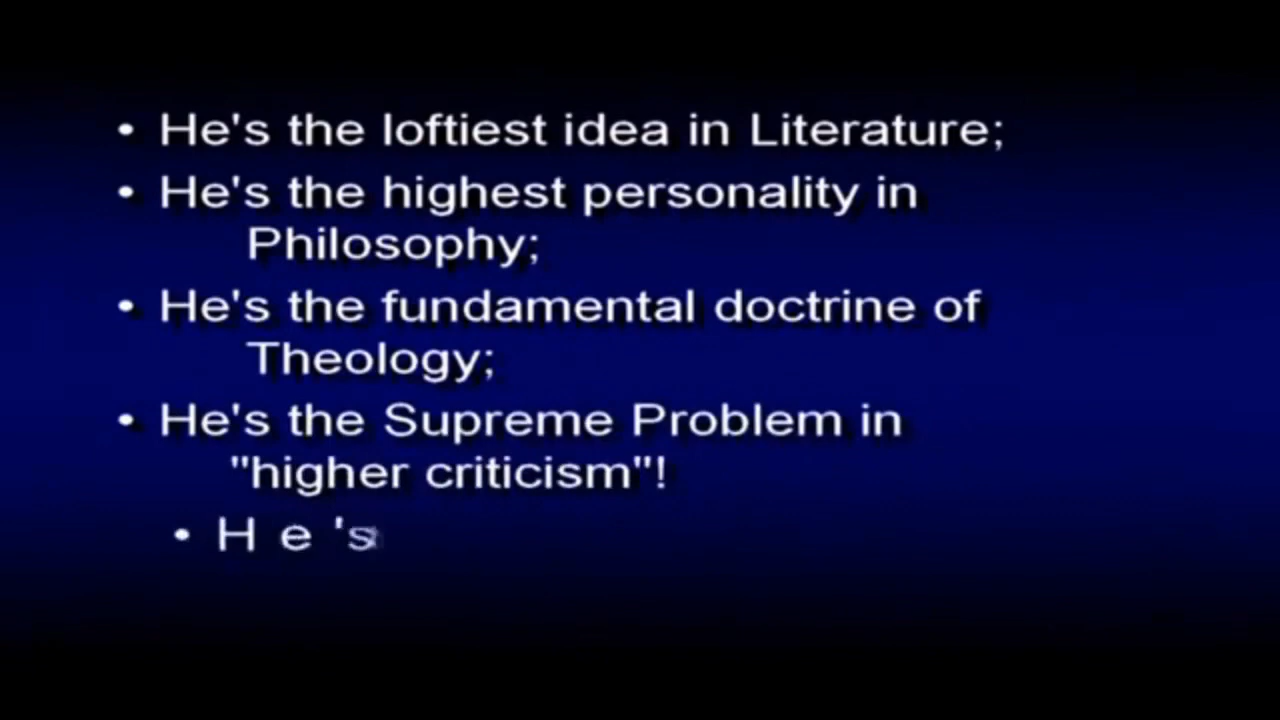 • He's the loftiest idea in Literature;
• He's the highest personality in
Philosophy;
• He's the fundamental doctrine of
Theology;
• He's the Supreme Problem in
"higher criticism"!
• H e 's